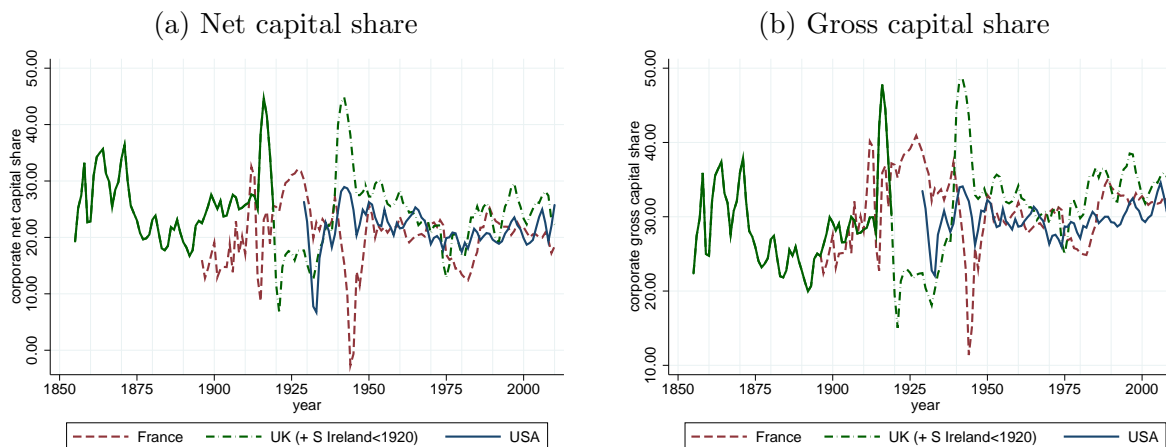 (a) Net capital share
(b) Gross capital share
corporate net capital share
50.00
40.00
30.00
20.00
10.00
0.00
1850 1875 1900 1925 1950 1975 2000
year
France UK (+ S Ireland<1920) USA
corporate gross capital share
50.00
40.00
30.00
20.00
10.00
1850 1875 1900 1925 1950 1975 2000
year
France UK (+ S Ireland<1920) USA